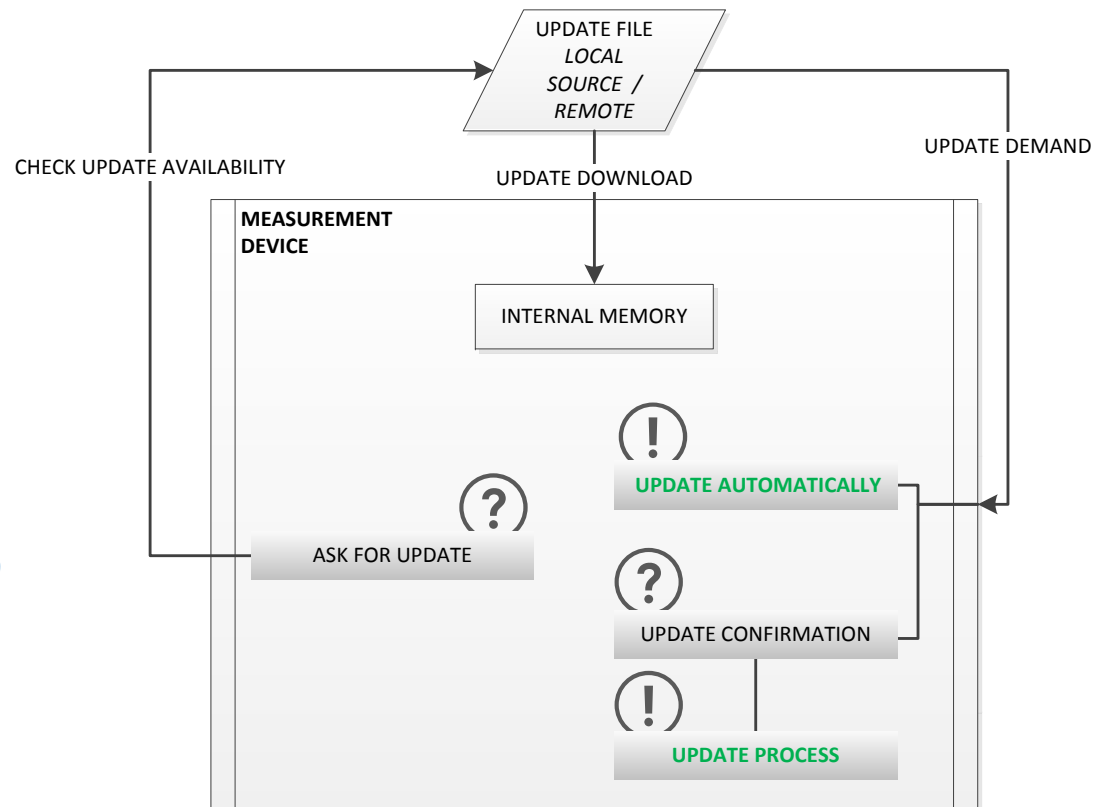 UPDATE FILE
LOCAL
SOURCE /
REMOTE
UPDATE DEMAND
CHECK UPDATE AVAILABILITY
UPDATE DOWNLOAD
MEASUREMENT
DEVICE
INTERNAL MEMORY
!
UPDATE AUTOMATICALLY
?
ASK FOR UPDATE
?
UPDATE CONFIRMATION
!
UPDATE PROCESS